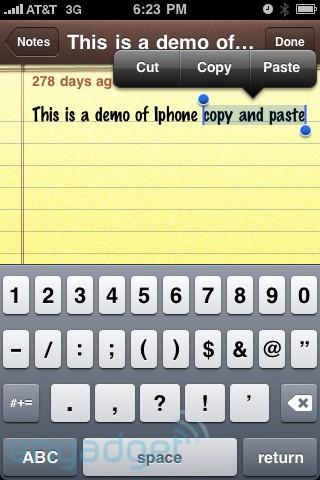 AT&T 3G 6:23 PM
Notes This is a demo of... Done
Cut Copy Paste
278 days ag
This is a demo of Iphone copy and paste
1 2 3 4 5 6 7 8 9 0
- / : ; ( ) $ & @ ”
#+= . , ? ! ’
ABC space return
engadget